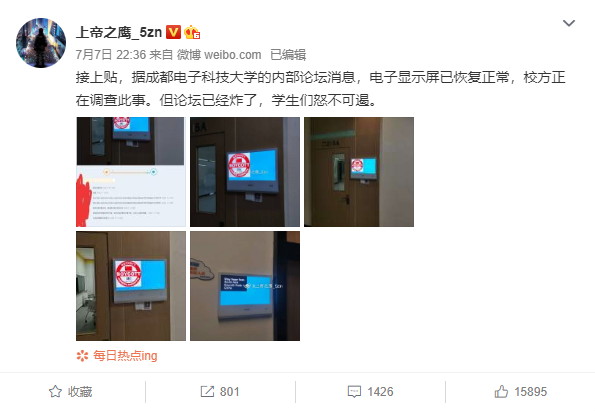 上帝之鹰_5zn
7月7日 22:36 来自 微博 weibo.com 已编辑
接上贴，据成都电子科技大学的内部论坛消息，电子显示屏已恢复正常，校方正
在调查此事。但论坛已经炸了，学生们怒不可遏。
BOYCOTT
每日热点ing
收藏
801
1426
15895